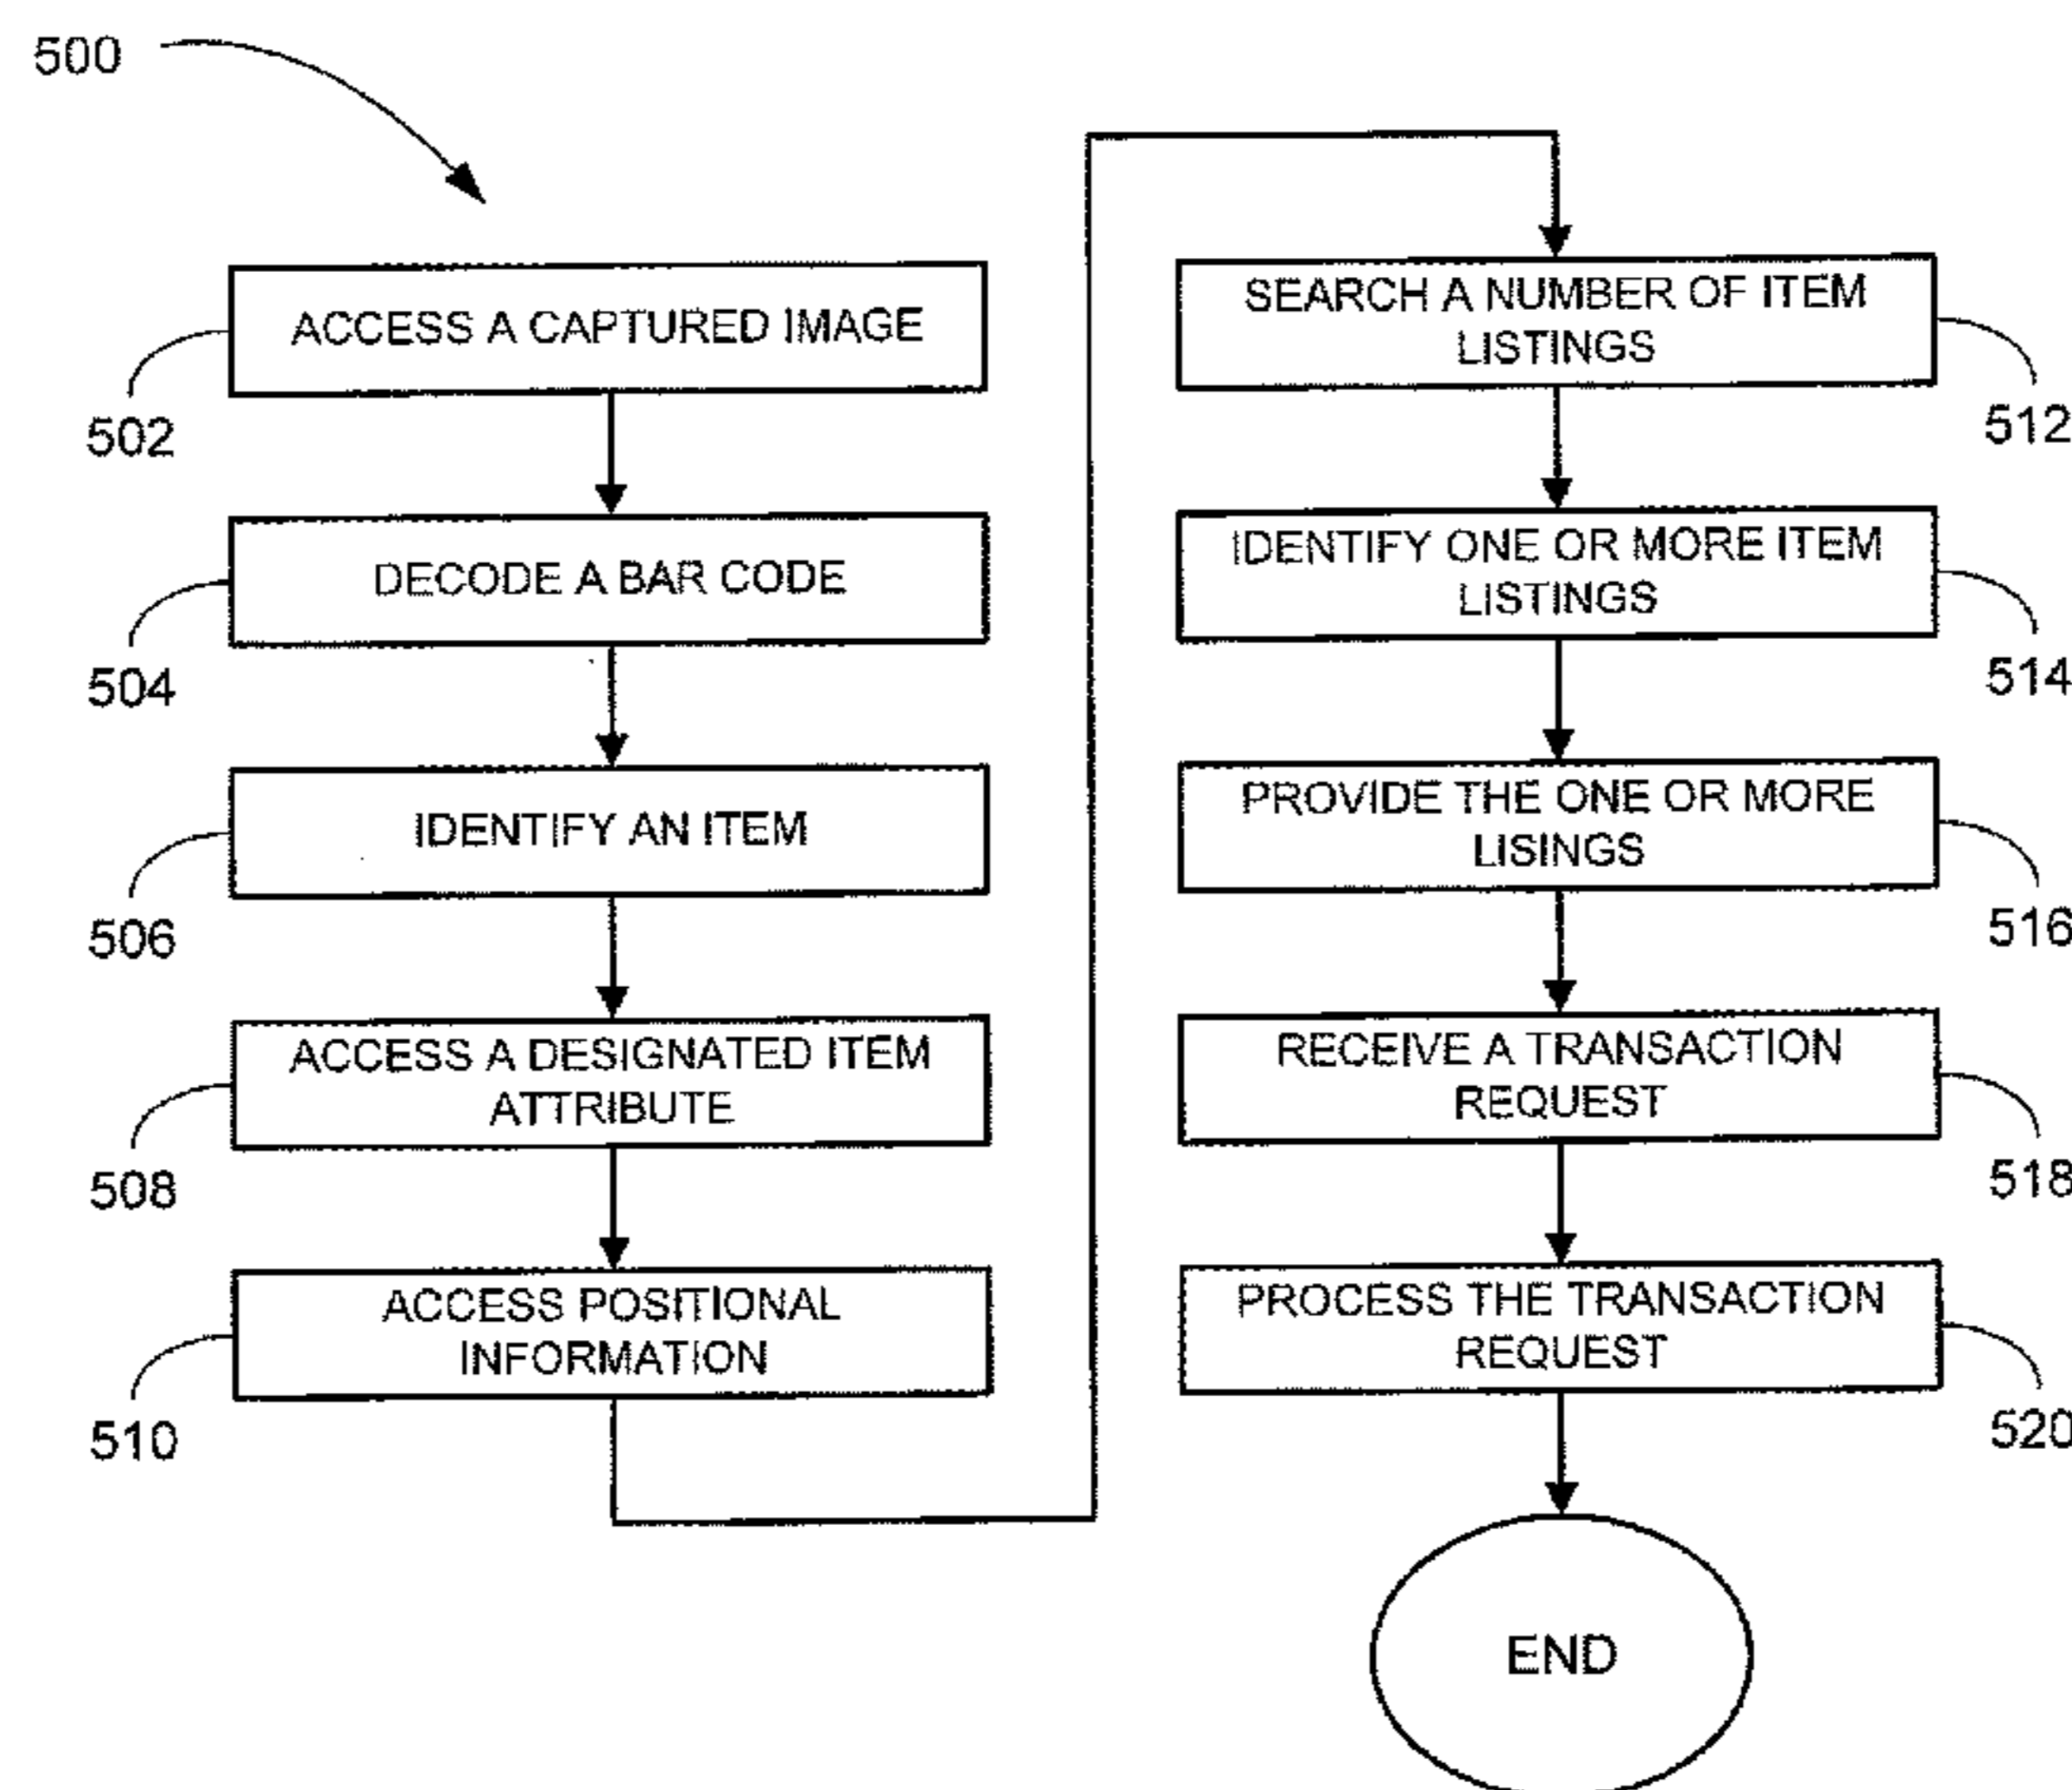 500
ACCESS A CAPTURED IMAGE
502
DECODE A BAR CODE
504
IDENTIFY AN ITEM
506
ACCESS A DESIGNATED ITEM
ATTRIBUTE
508
ACCESS POSITIONAL
INFORMATION
510
SEARCH A NUMBER OF ITEM
LISTINGS
512
IDENTIFY ONE OR MORE ITEM
LISTINGS
514
PROVIDE THE ONE OR MORE
LISINGS
516
RECEIVE A TRANSACTION
REQUEST
518
PROCESS THE TRANSACTION
REQUEST
520
END